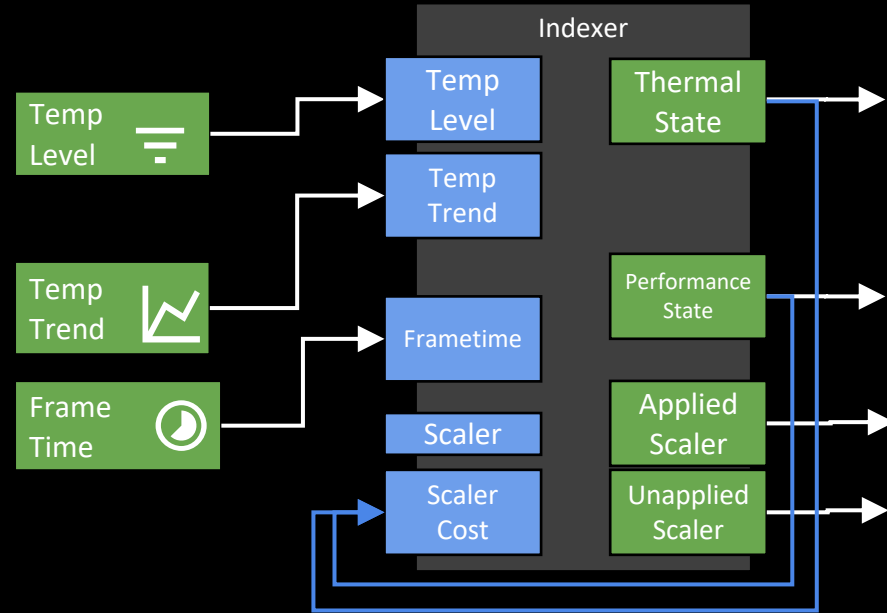 Indexer
Temp
Level
Temp
Trend
Frame
Time
Temp
Level
Temp
Trend
Frametime
Scaler
Scaler
Cost
Thermal
State
Performance
State
Applied
Scaler
Unapplied
Scaler